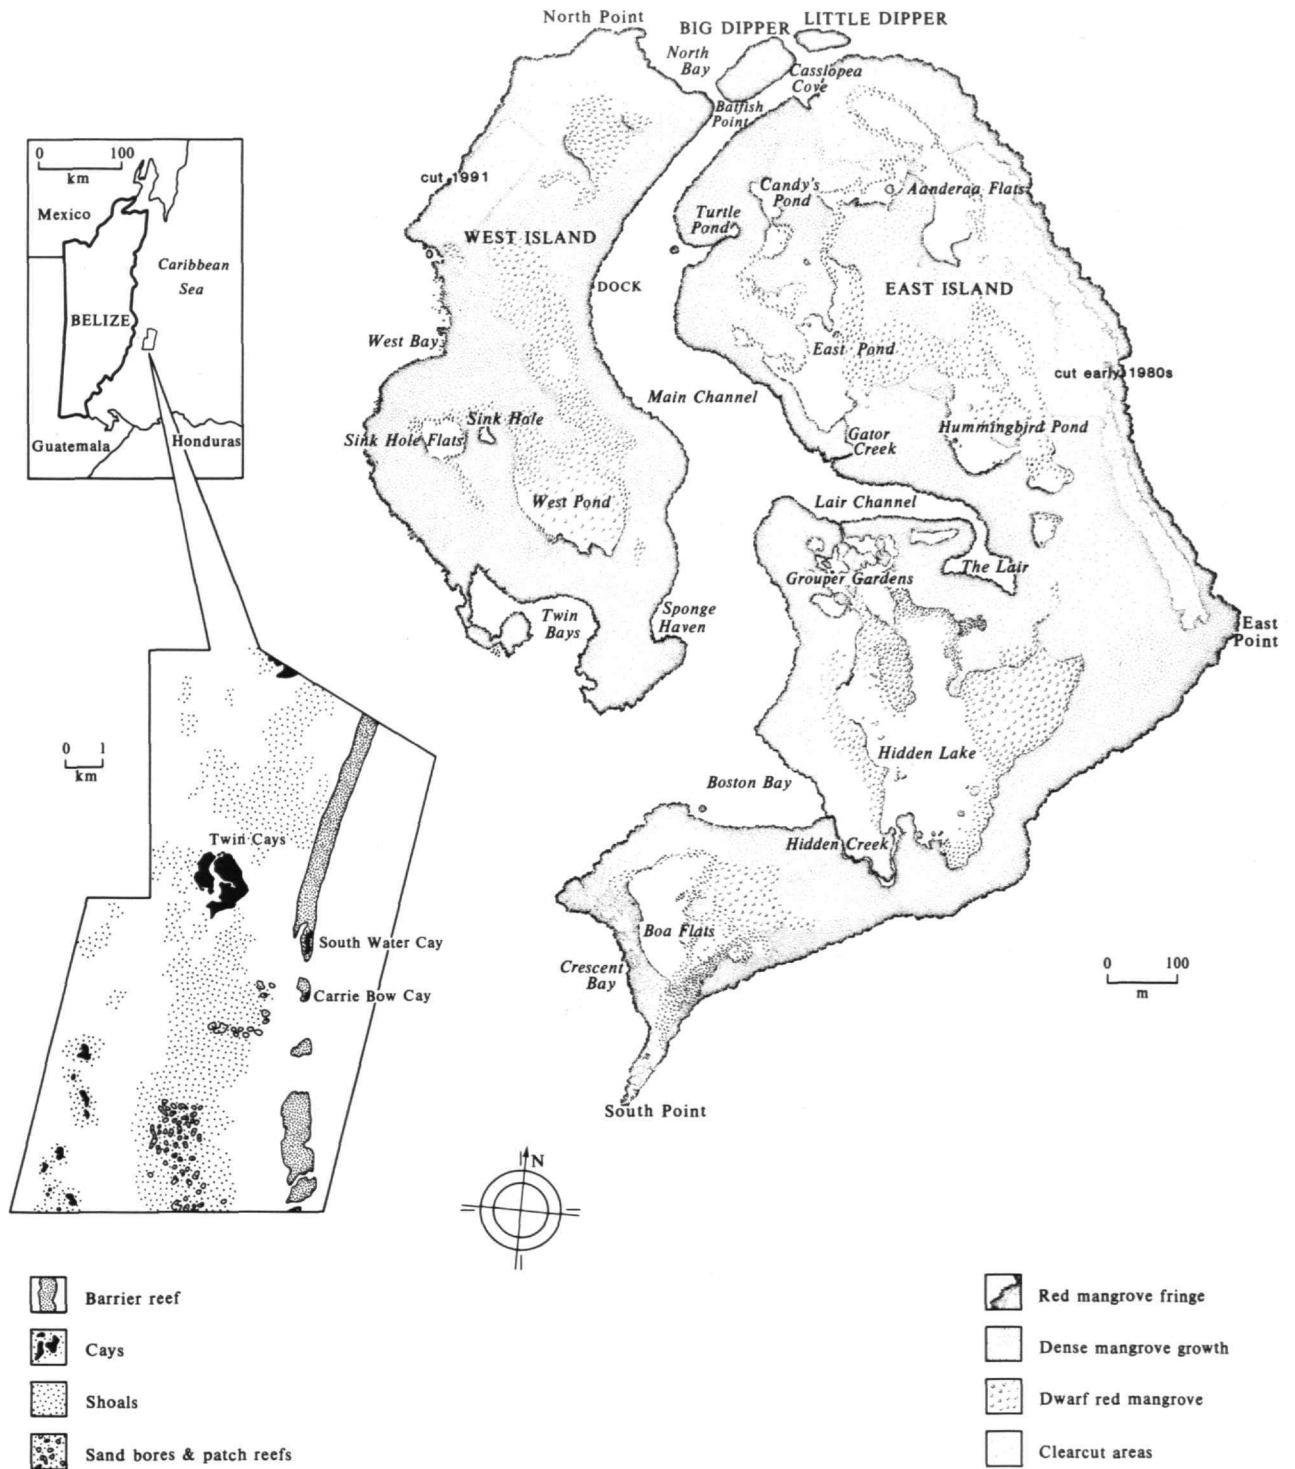 North Point
BIG DIPPER
LITTLE DIPPER
North
Bay
Cassiopea
Cove
Batfish
Point
0 100
km
Mexico
Caribbean
Sea
BELIZE
Guatemala
Honduras
cut 1991
WEST ISLAND
Candy's
Pond
Aanderaa Flats
Turtle
Pond
DOCK
EAST ISLAND
West Bay
East Pond
cut early 1980s
Main Channel
Sink Hole
Sink Hole Flats
Gator
Creek
Hummingbird Pond
West Pond
Lair Channel
The Lair
Grouper Gardens
Twin
Bays
Sponge
Haven
East
Point
0 1
km
Hidden Lake
Boston Bay
Twin Cays
Hidden Creek
South Water Cay
Boa Flats
Crescent
Bay
Carrie Bow Cay
0 100
m
South Point
N
Barrier reef
Cays
Shoals
Sand bores & patch reefs
Red mangrove fringe
Dense mangrove growth
Dwarf red mangrove
Clearcut areas